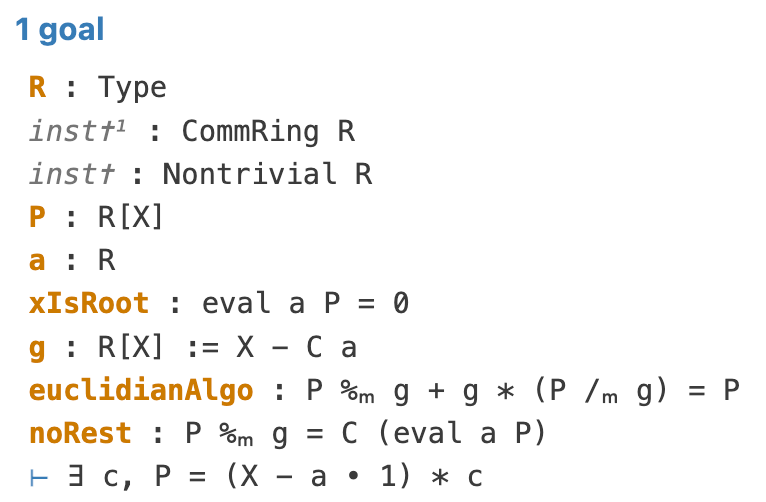 1 goal
R : Type
inst✝¹ : CommRing R
inst✝ : Nontrivial R
P : R[X]
a : R
xIsRoot : eval a P = 0
g : R[X] := X - C a
euclidianAlgo : P %ₘ g + g * (P /ₘ g) = P
noRest : P %ₘ g = C (eval a P)
⊢ ∃ c, P = (X - a • 1) * c